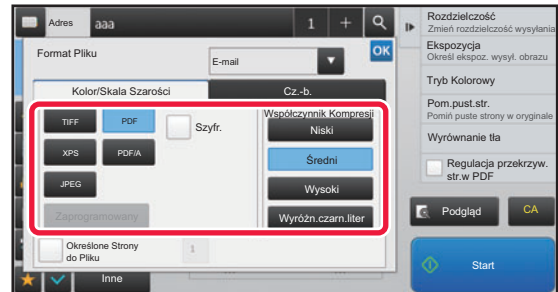 Adres aaa 1 +
Format Pliku
E-mail
OK
Kolor/Skala Szarości
Cz.-b.
TIFF
PDF
Szyfr.
XPS
PDF/A
JPEG
Zaprogramowany
Współczynnik Kompresji
Niski
Średni
Wysoki
Wyróżn.czarn.liter
Określone Strony
do Pliku
1
Inne
Rozdzielczość
Zmień rozdzielczość wysyłania
Ekspozycja
Określ ekspoz. wysył. obrazu
Tryb Kolorowy
Pom.pust.str.
Pomiń puste strony w oryginale
Wyrównanie tła
Regulacja przekrzyw.
str.w PDF
Podgląd
CA
Start